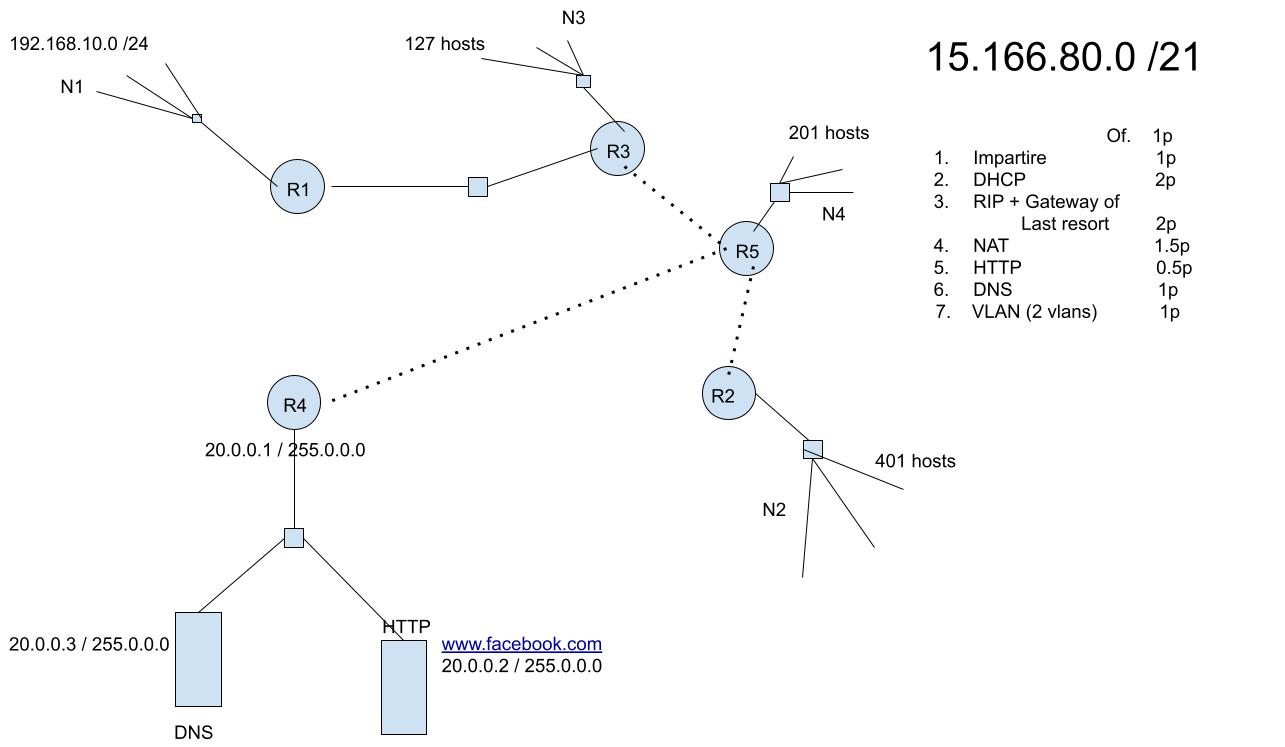 N3
192.168.10.0 /24
127 hosts
15.166.80.0 /21
N1
201 hosts
Of. 1p
1. Impartire 1p
2. DHCP 2p
3. RIP + Gateway of
Last resort 2p
4. NAT 1.5p
5. HTTP 0.5p
6. DNS 1p
7. VLAN (2 vlans) 1p
R3
R1
N4
R5
R2
R4
20.0.0.1 / 255.0.0.0
401 hosts
N2
HTTP
20.0.0.3 / 255.0.0.0
www.facebook.com
20.0.0.2 / 255.0.0.0
DNS